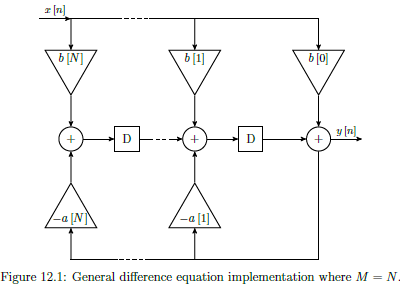 x[n]
b[N] b[1] b[0]
+ D + D + y[n]
−a[N] −a[1]
Figure 12.1: General difference equation implementation where M = N.